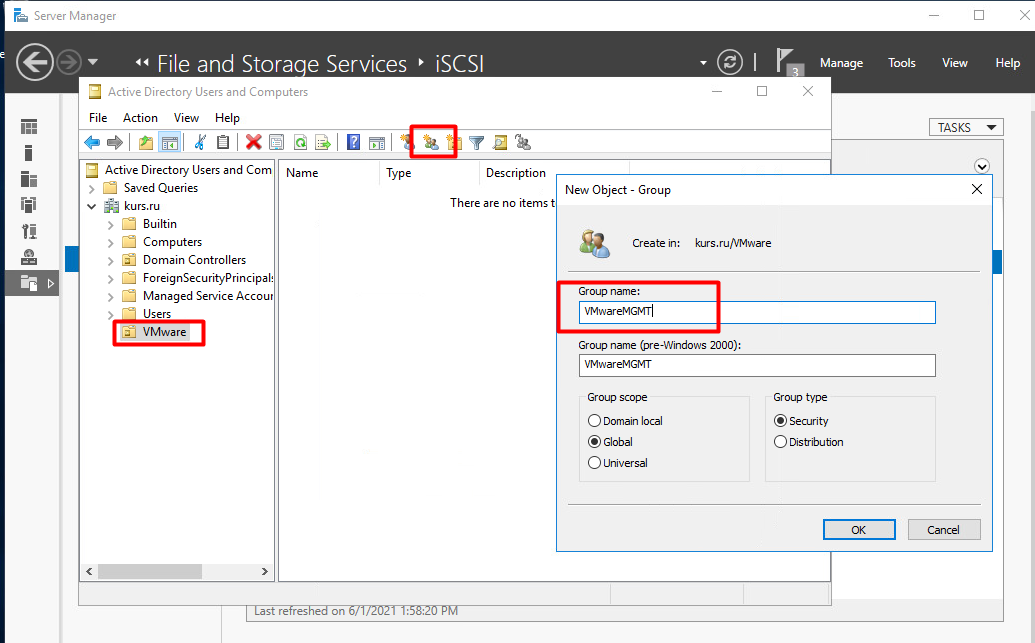 Server Manager
File and Storage Services
iSCSI
3
Manage
Tools
View
Help
Active Directory Users and Computers
File
Action
View
Help
TASKS
Active Directory Users and Com
Saved Queries
kurs.ru
Builtin
Computers
Domain Controllers
ForeignSecurityPrincipals
Managed Service Accour
Users
VMware
Name
Type
Description
There are no items t
New Object - Group
Create in:
kurs.ru/VMware
Group name:
VMwareMGMT
Group name (pre-Windows 2000):
VMwareMGMT
Group scope
Domain local
Global
Universal
Group type
Security
Distribution
OK
Cancel
Last refreshed on 6/1/2021 1:58:20 PM